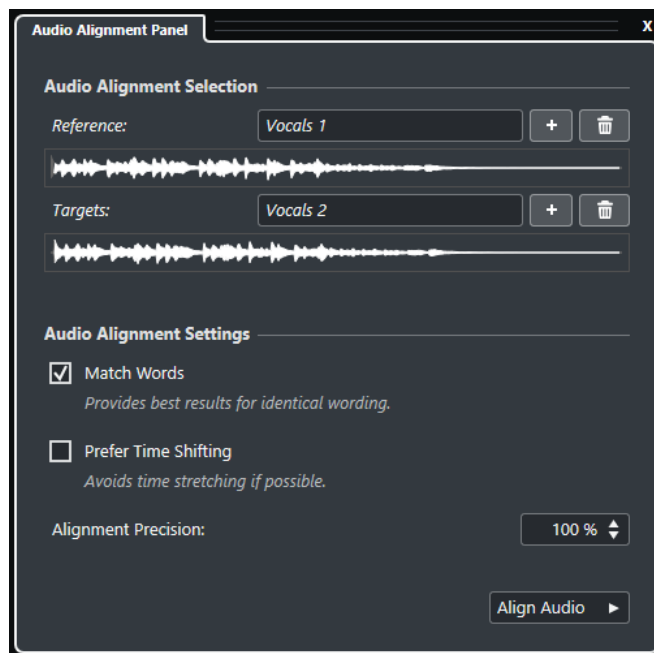 Audio Alignment Panel X
Audio Alignment Selection
Reference: Vocals 1 +
Targets: Vocals 2 +
Audio Alignment Settings
Match Words
Provides best results for identical wording.
Prefer Time Shifting
Avoids time stretching if possible.
Alignment Precision: 100 %
Align Audio